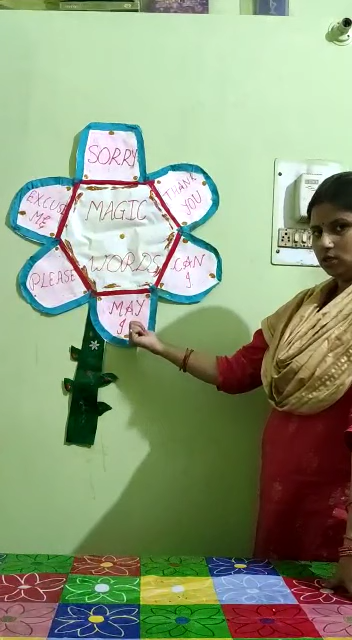 SORRY
THANK
YOU
EXCUSE
ME
MAGIC
WORDS
CAN
I
PLEASE
MAY
I